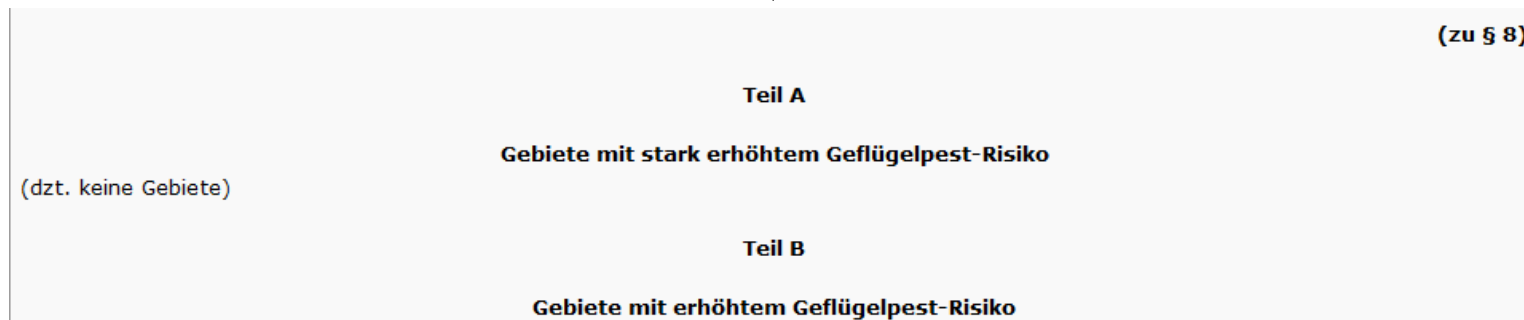 (zu § 8)
Teil A
Gebiete mit stark erhöhtem Geflügelpest-Risiko
(dzt. keine Gebiete)
Teil B
Gebiete mit erhöhtem Geflügelpest-Risiko